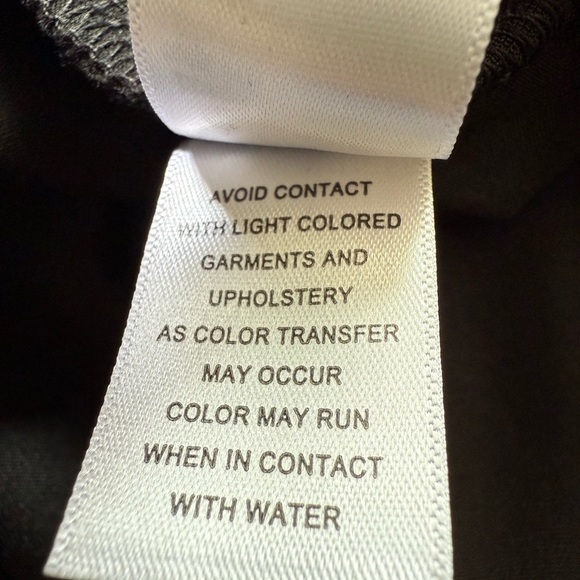 AVOID CONTACT
WITH LIGHT COLORED
GARMENTS AND
UPHOLSTERY
AS COLOR TRANSFER
MAY OCCUR
COLOR MAY RUN
WHEN IN CONTACT
WITH WATER